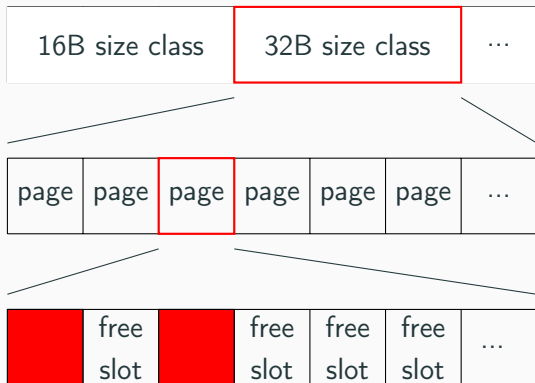 16B size class 32B size class ...
page page page page page page ...
free free free free ...
slot slot slot slot